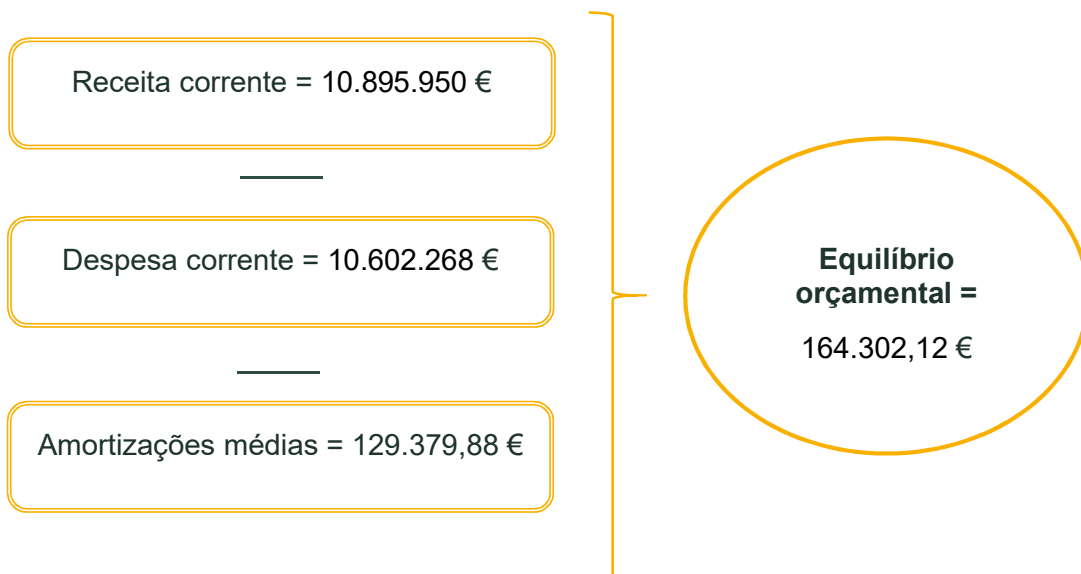 Receita corrente = 10.895.950 €
Despesa corrente = 10.602.268 €
Amortizações médias = 129.379,88 €
Equilíbrio
orçamental =
164.302,12 €